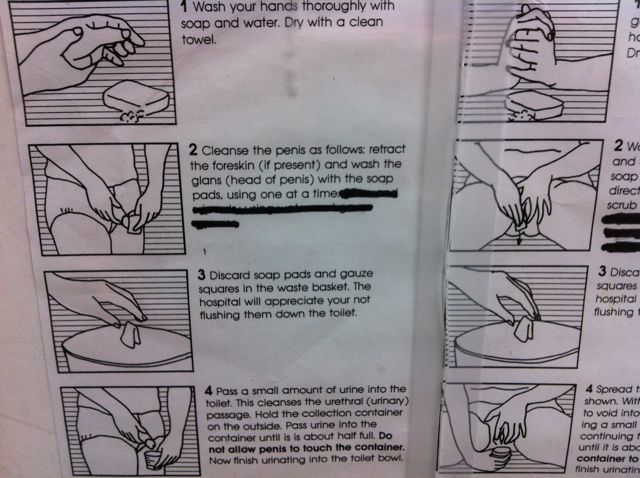 1 Wash your hands thoroughly with
soap and water. Dry with a clean
towel.
2 Cleanse the penis as follows: retract
the foreskin (if present) and wash the
glans (head of penis) with the soap
pads, using one at a time
3 Discard soap pads and gauze
squares in the waste basket. The
hospital will appreciate your not
flushing them down the toilet.
4 Pass a small amount of urine into the
toilet. This cleanses the urethral (urinary)
passage. Hold the collection container
on the outside. Pass urine into the
container until is is about half full. Do
not allow penis to touch the container.
Now finish urinating into the toilet bowl.
2
and
soap
direct
scrub
3 Disca
squares
hospital
flushing
4 Spread
shown. With
to void into
ing a small
continuing
until it is abo
container to
finish urinatin